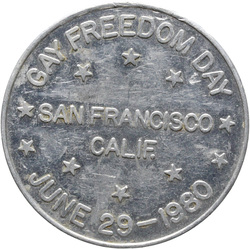 GAY FREEDOM DAY
SAN FRANCISCO
CALIF.
JUNE 29-1980